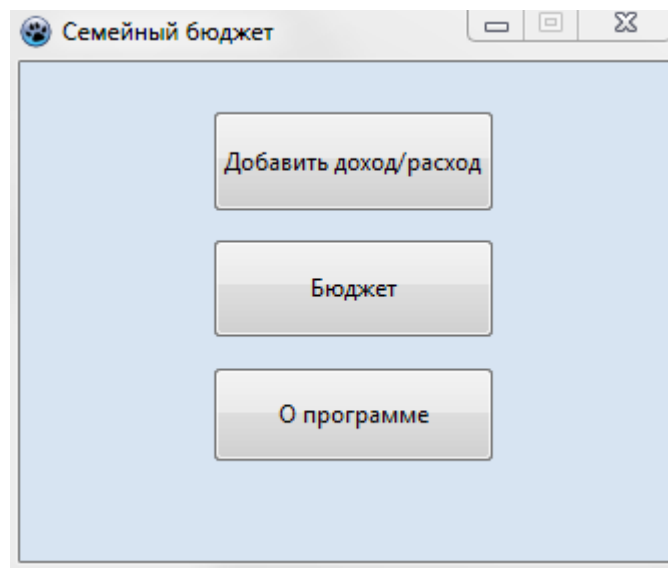 Семейный бюджет
Добавить доход/расход
Бюджет
О программе